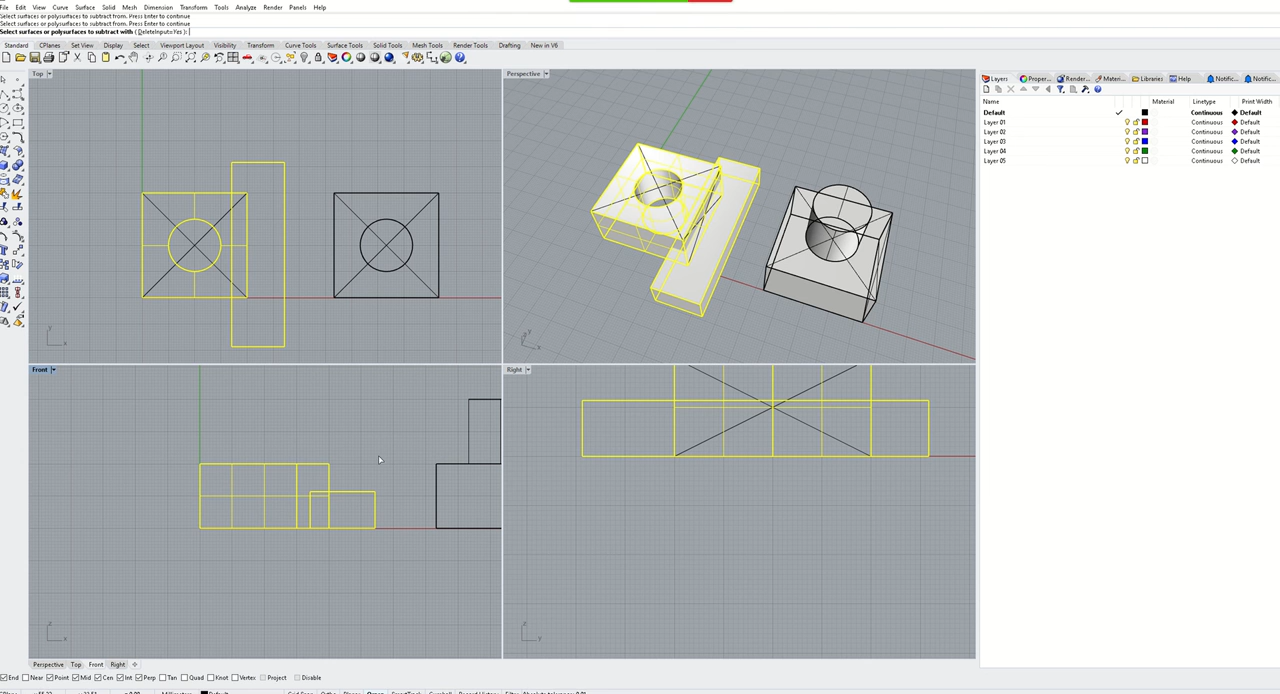 File Edit View Curve Surface Solid Mesh Dimension Transform Tools Analyze Render Panels Help
Select surfaces or polysurfaces to subtract from. Press Enter to continue
Select surfaces or polysurfaces to subtract from. Press Enter to continue
Select surfaces or polysurfaces to subtract with ( DeleteInput=Yes ):
Standard CPlanes Set View Display Select Viewport Layout Visibility Transform Curve Tools Surface Tools Solid Tools Mesh Tools Render Tools Drafting New in V6
Top
Perspective
Layers Proper... Render... Materi... Libraries Help Notific... Notific...
Name Material Linetype Print Width
Default Continuous Default
Layer 01 Continuous Default
Layer 02 Continuous Default
Layer 03 Continuous Default
Layer 04 Continuous Default
Layer 05 Continuous Default
y
x
y
x
Front
Right
z
x
z
y
Perspective Top Front Right
End Near Point Mid Cen Int Perp Tan Quad Knot Vertex Project Disable